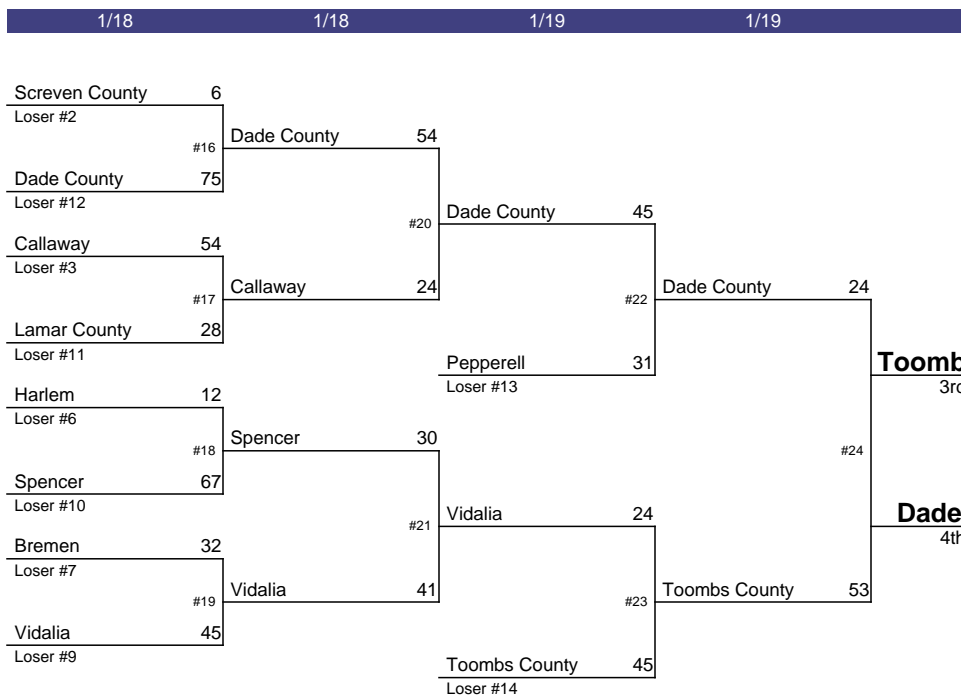 1/18 1/18 1/19 1/19
Screven County 6
Loser #2
#16
Dade County 54
Dade County 75
Loser #12
#20
Dade County 45
Callaway 54
Loser #3
#17
Callaway 24
#22
Dade County 24
Lamar County 28
Loser #11
Pepperell 31
Loser #13
Toomb
3rd
Harlem 12
Loser #6
#18
Spencer 30
#24
Spencer 67
Loser #10
#21
Vidalia 24
Dade
4th
Bremen 32
Loser #7
#19
Vidalia 41
#23
Toombs County 53
Vidalia 45
Loser #9
Toombs County 45
Loser #14